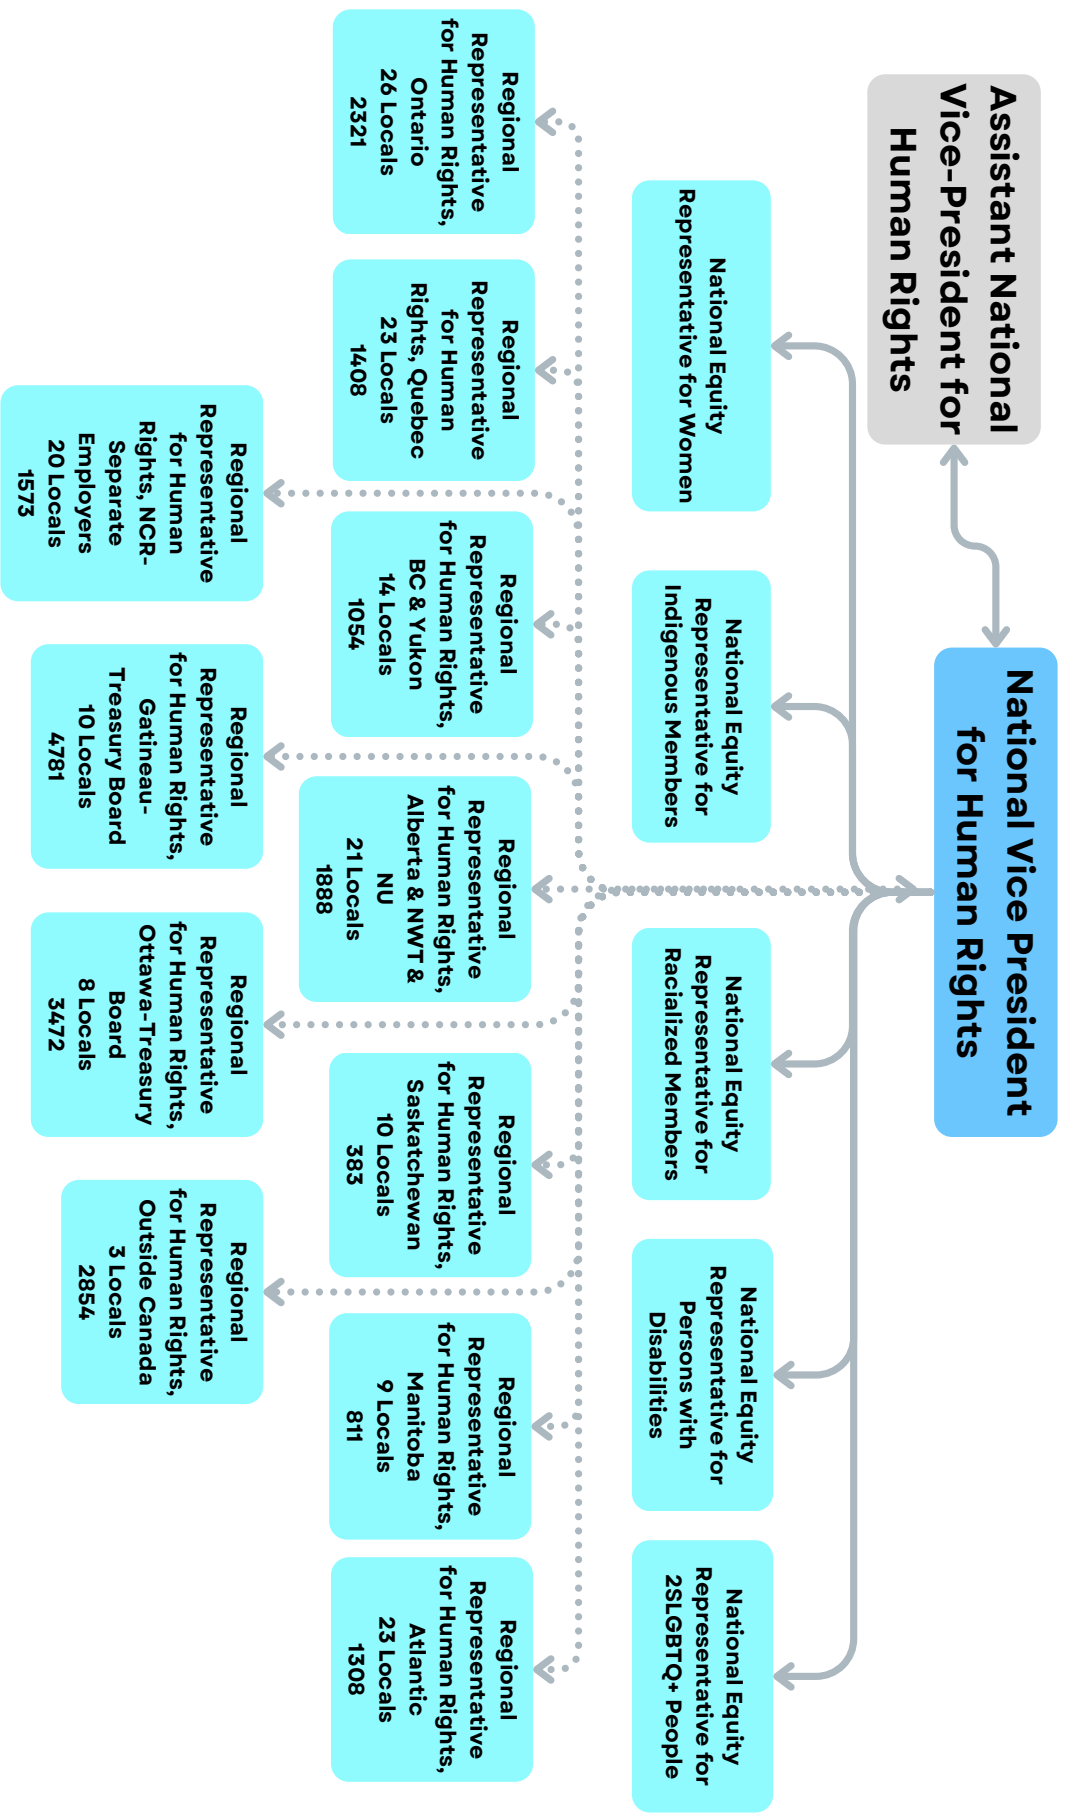 Assistant National
Vice-President for
Human Rights
National Vice President
for Human Rights
National Equity
Representative for Women
National Equity
Representative for
Indigenous Members
National Equity
Representative for
Racialized Members
National Equity
Representative for
Persons with
Disabilities
National Equity
Representative for
2SLGBTQ+ People
Regional
Representative
for Human Rights,
Ontario
26 Locals
2321
Regional
Representative
for Human
Rights, Quebec
23 Locals
1408
Regional
Representative
for Human Rights,
BC & Yukon
14 Locals
1054
Regional
Representative
for Human Rights,
Alberta & NWT &
NU
21 Locals
1888
Regional
Representative
for Human Rights,
Saskatchewan
10 Locals
383
Regional
Representative
for Human Rights,
Manitoba
9 Locals
811
Regional
Representative
for Human Rights,
Atlantic
23 Locals
1308
Regional
Representative
for Human
Rights, NCR-
Separate
Employers
20 Locals
1573
Regional
Representative
for Human Rights,
Gatineau-
Treasury Board
10 Locals
4781
Regional
Representative
for Human Rights,
Ottawa-Treasury
Board
8 Locals
3472
Regional
Representative
for Human Rights,
Outside Canada
3 Locals
2854